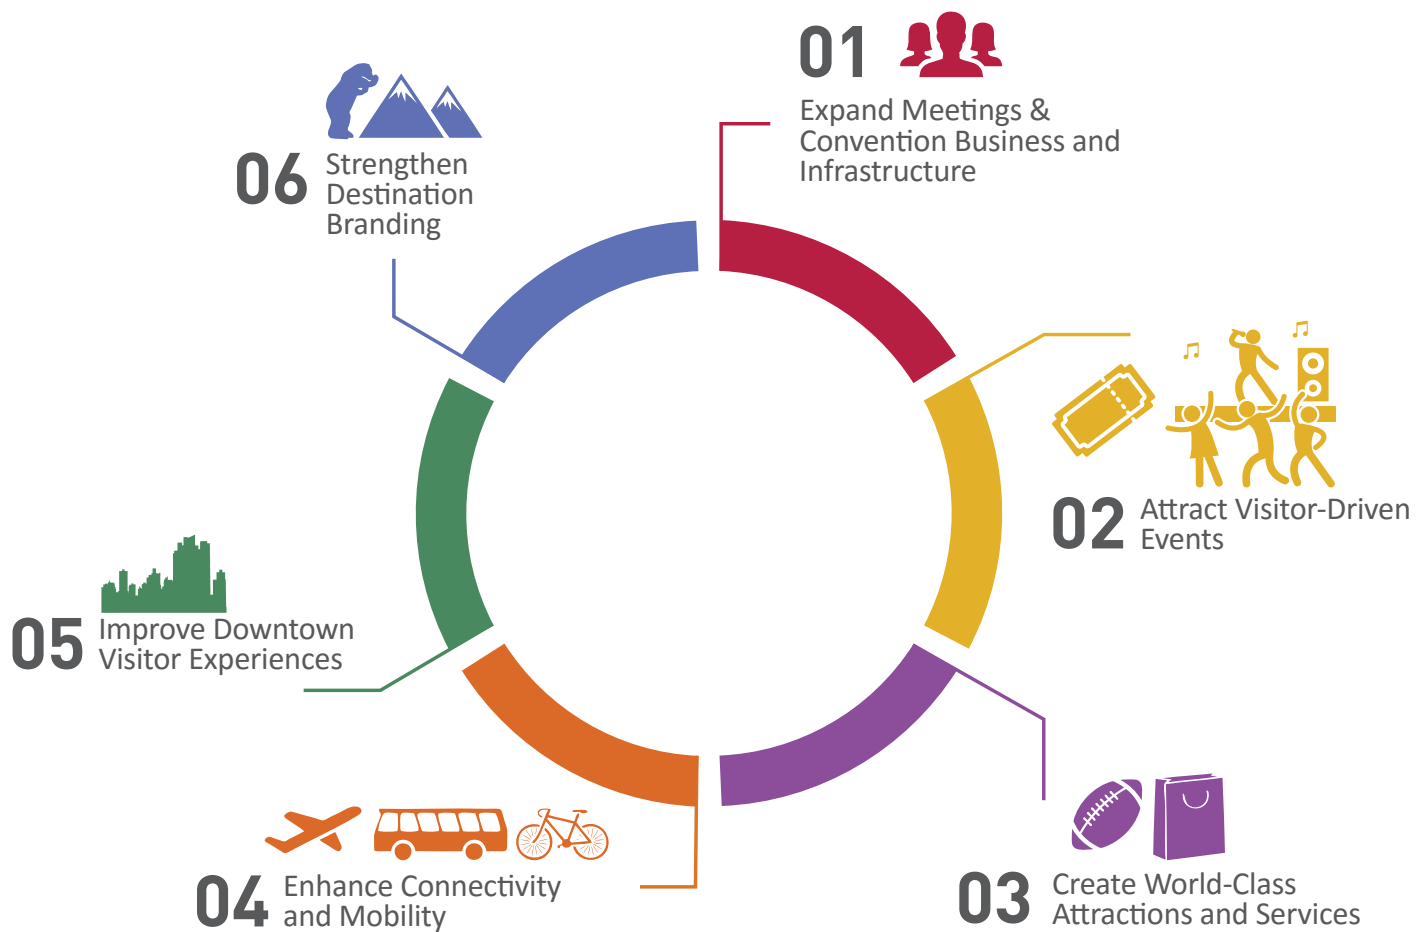 01
Expand Meetings &
Convention Business and
Infrastructure
02
Attract Visitor-Driven
Events
03
Create World-Class
Attractions and Services
04
Enhance Connectivity
and Mobility
05
Improve Downtown
Visitor Experiences
06
Strengthen
Destination
Branding